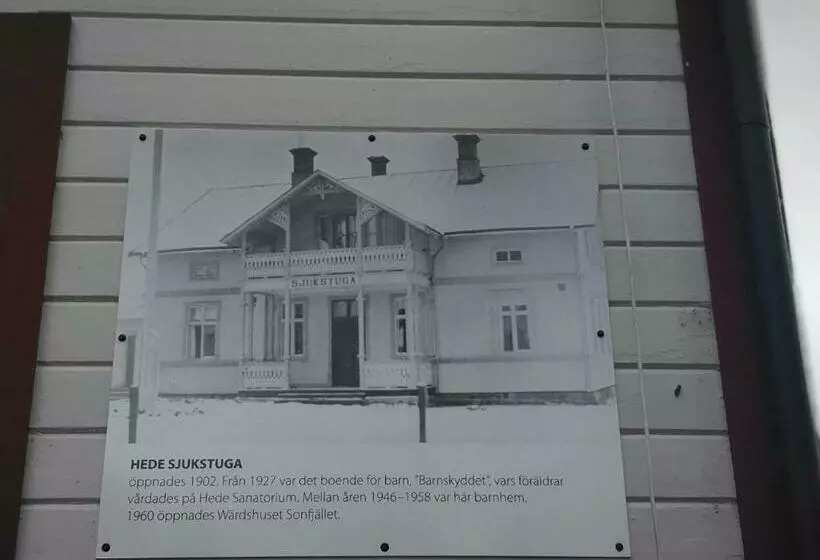 SJUKSTUGA
HEDE SJUKSTUGA
öppnades 1902. Från 1927 var det boende för barn, "Barnskyddet", vars föräldrar
vårdades på Hede Sanatorium. Mellan åren 1946–1958 var här barnhem.
1960 öppnades Wärdshuset Sonfjället.